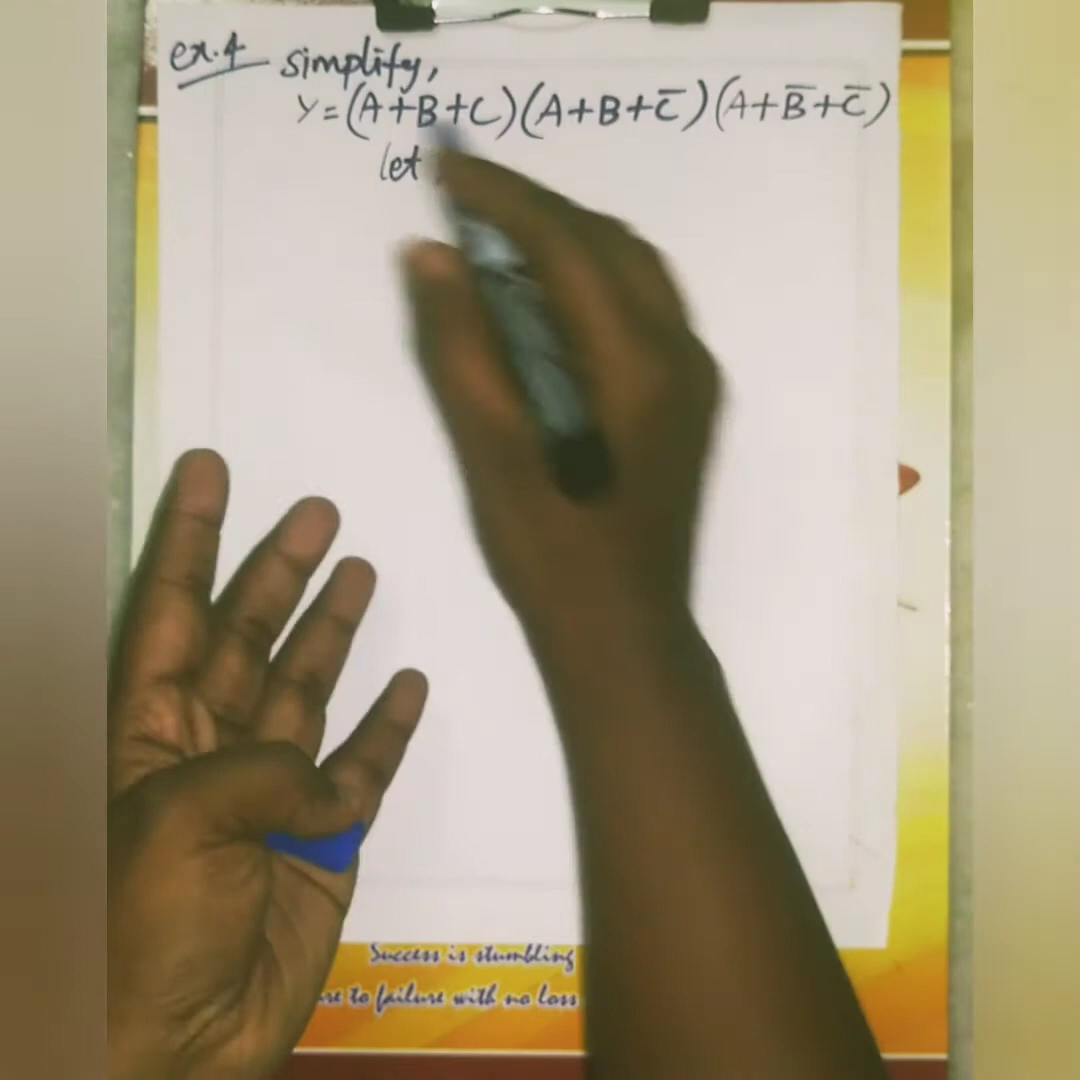 ex.4 simplify,
Y=(A+B+C)(A+B+C̅)(A+B̅+C̅)
let
Success is stumbling
to failure with no loss